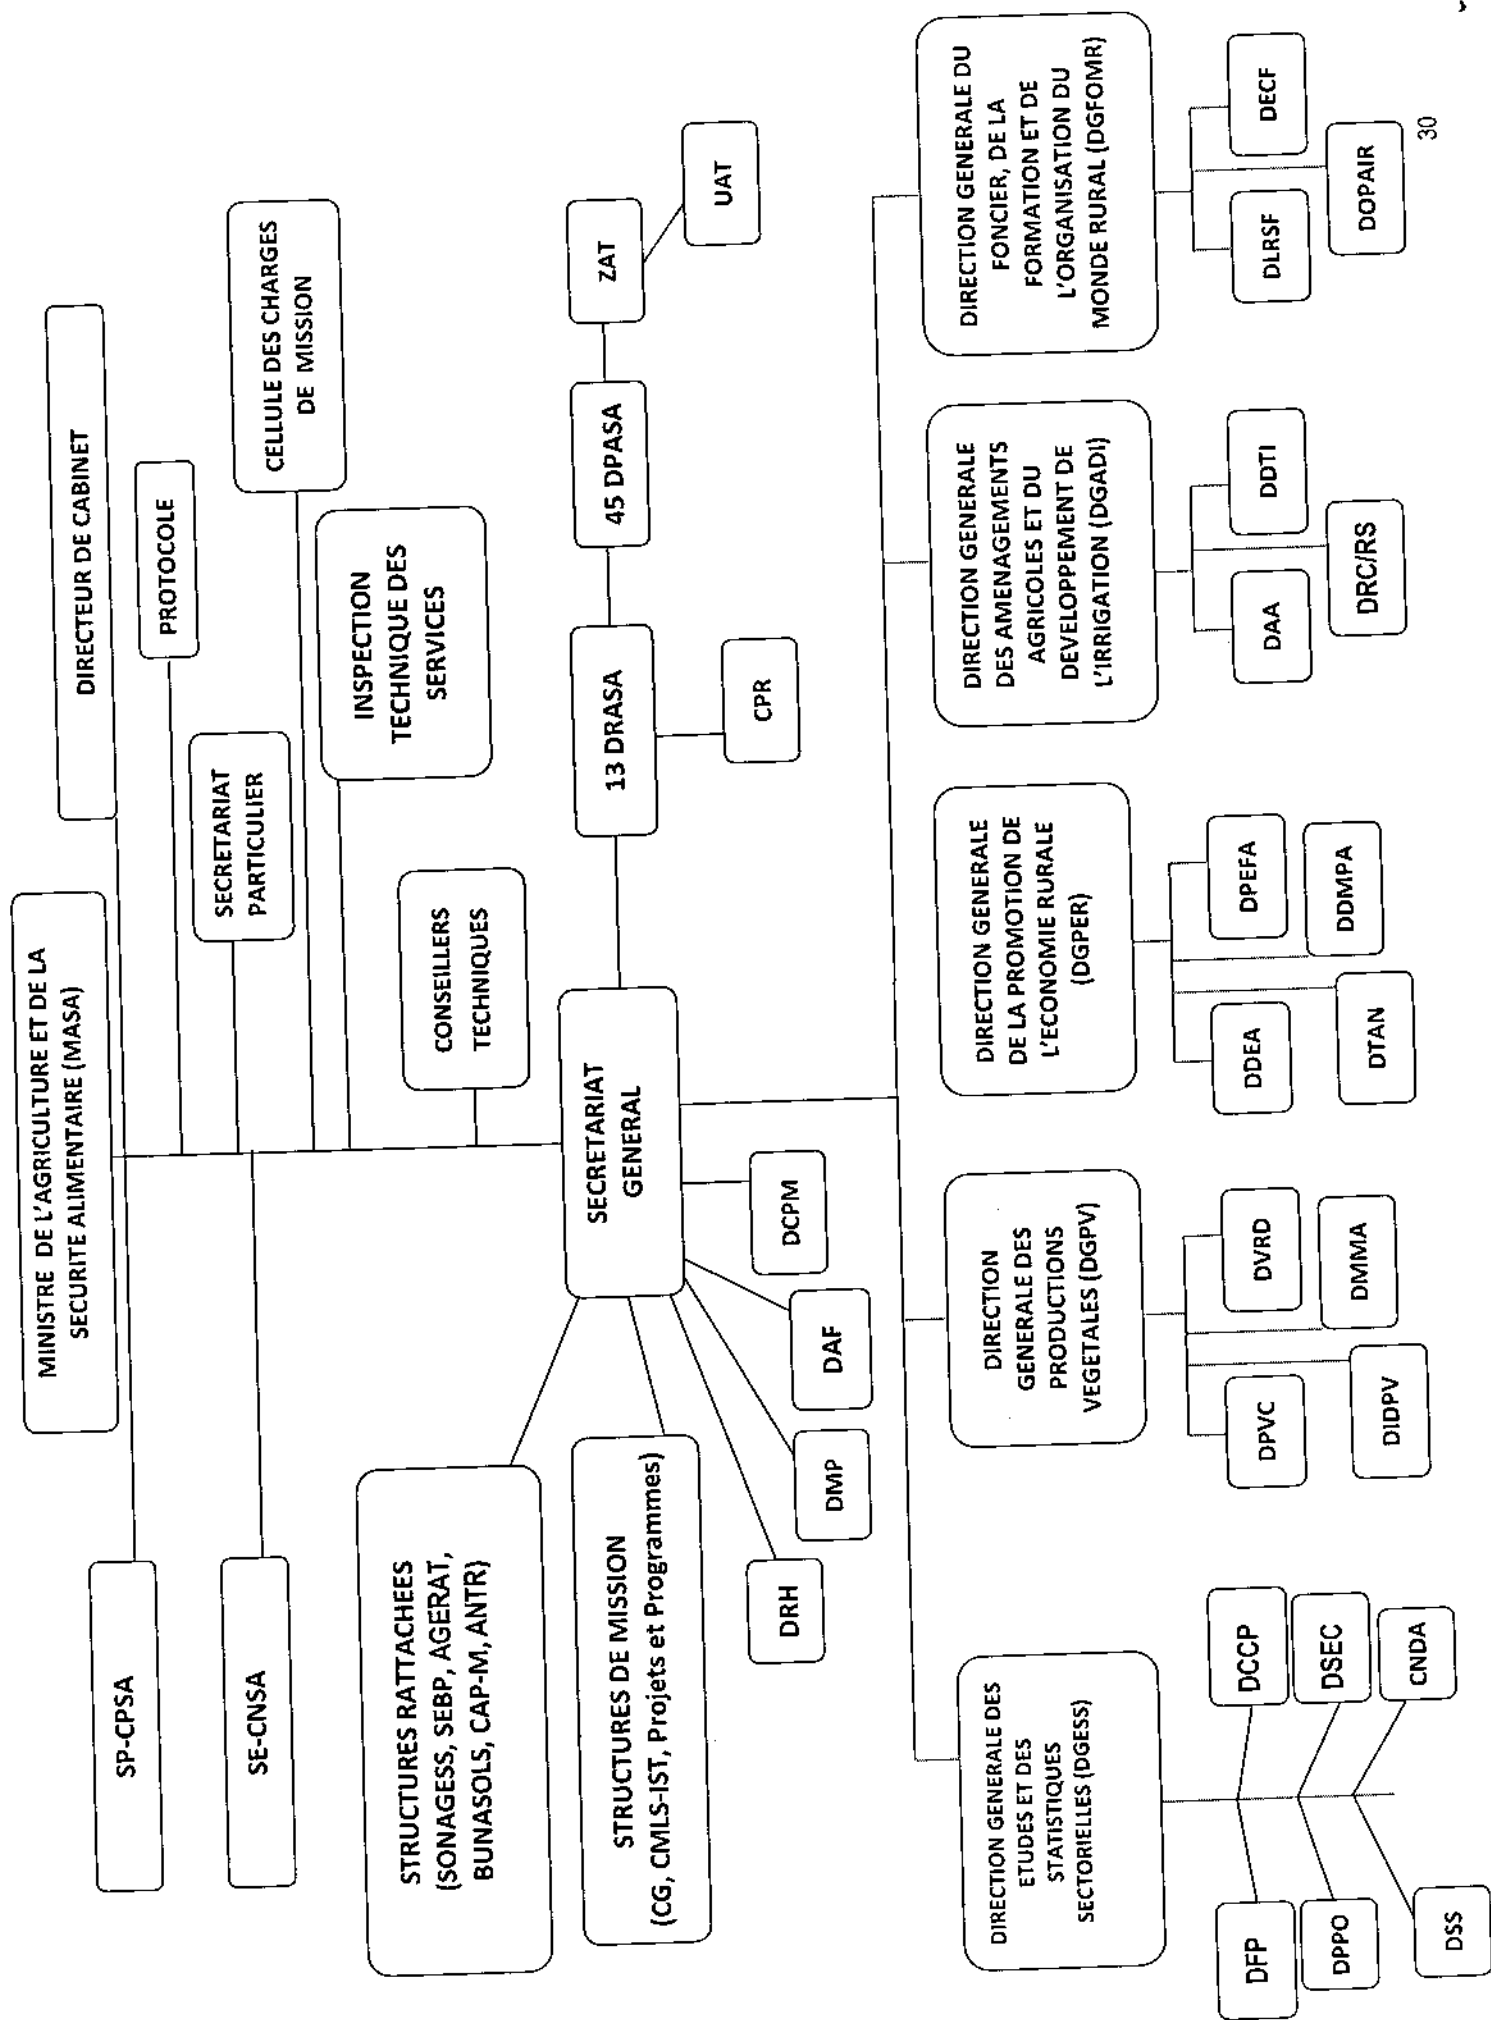 MINISTRE DE L'AGRICULTURE ET DE LA
SECURITE ALIMENTAIRE (MASA)
DIRECTEUR DE CABINET
SP-CPSA
PROTOCOLE
SECRETARIAT
PARTICULIER
SE-CNSA
CELLULE DES CHARGES
DE MISSION
INSPECTION
TECHNIQUE DES
SERVICES
CONSEILLERS
TECHNIQUES
STRUCTURES RATTACHEES
(SONAGESS, SEBP, AGERAT,
BUNASOLS, CAP-M, ANTR)
SECRETARIAT
GENERAL
13 DRASA
45 DPASA
ZAT
UAT
CPR
STRUCTURES DE MISSION
(CG, CMLS-IST, Projets et Programmes)
DRH
DMP
DAF
DCPM
DIRECTION GENERALE DES
ETUDES ET DES
STATISTIQUES
SECTORIELLES (DGESS)
DFP
DCCP
DPPO
DSEC
DSS
CNDA
DIRECTION
GENERALE DES
PRODUCTIONS
VEGETALES (DGPV)
DPVC
DVRD
DIDPV
DMMA
DIRECTION GENERALE
DE LA PROMOTION DE
L'ECONOMIE RURALE
(DGPER)
DDEA
DPEFA
DTAN
DDMPA
DIRECTION GENERALE
DES AMENAGEMENTS
AGRICOLES ET DU
DEVELOPPEMENT DE
L'IRRIGATION (DGADI)
DAA
DDTI
DRC/RS
DIRECTION GENERALE DU
FONCIER, DE LA
FORMATION ET DE
L'ORGANISATION DU
MONDE RURAL (DGFOMR)
DLRSF
DECF
DOPAIR
30